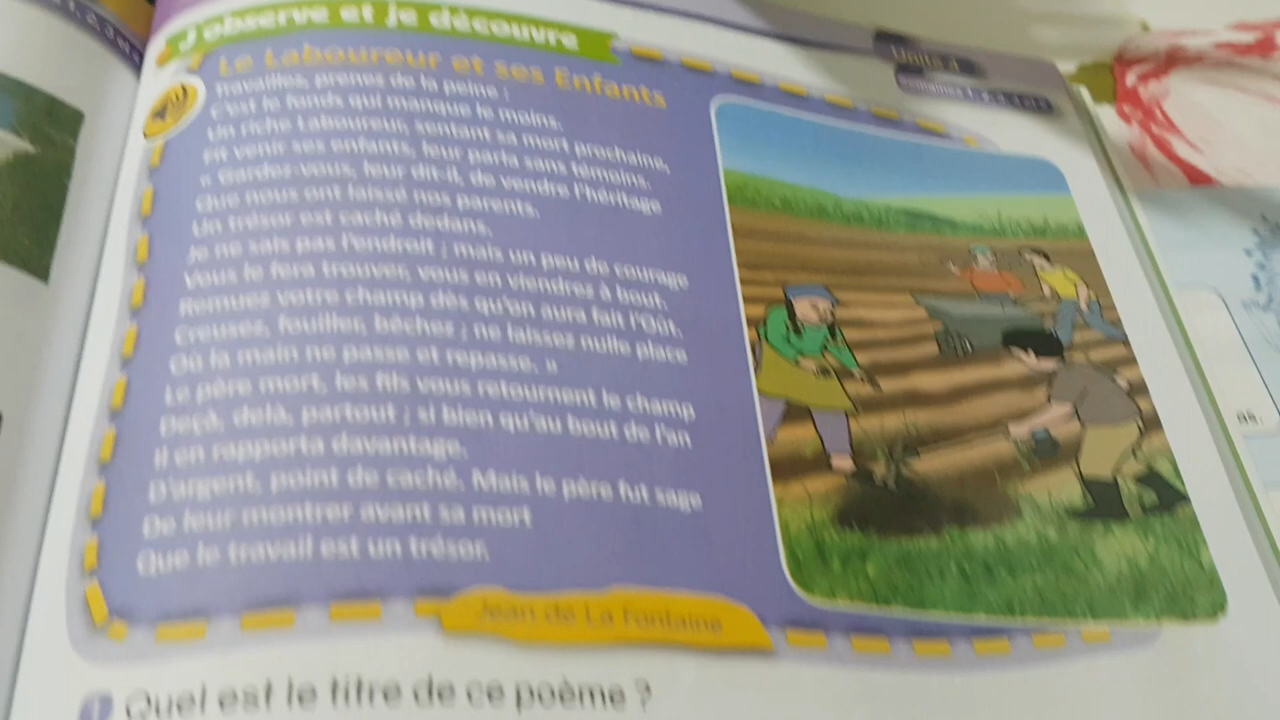 J'observe et je découvre
Unité 4
Le Laboureur et ses Enfants
Travaillez, prenez de la peine :
C'est le fonds qui manque le moins.
Un riche Laboureur, sentant sa mort prochaine,
Fit venir ses enfants, leur parla sans témoins.
« Gardez-vous, leur dit-il, de vendre l'héritage
Que nous ont laissé nos parents.
Un trésor est caché dedans.
Je ne sais pas l'endroit ; mais un peu de courage
Vous le fera trouver, vous en viendrez à bout.
Remuez votre champ dès qu'on aura fait l'Oût.
Creusez, fouiller, bêchez ; ne laissez nulle place
Où la main ne passe et repasse. »
Le père mort, les fils vous retournent le champ
Deçà, delà, partout ; si bien qu'au bout de l'an
Il en rapporta davantage.
D'argent, point de caché. Mais le père fut sage
De leur montrer avant sa mort
Que le travail est un trésor.
Jean de La Fontaine
1 Quel est le titre de ce poème ?
as.